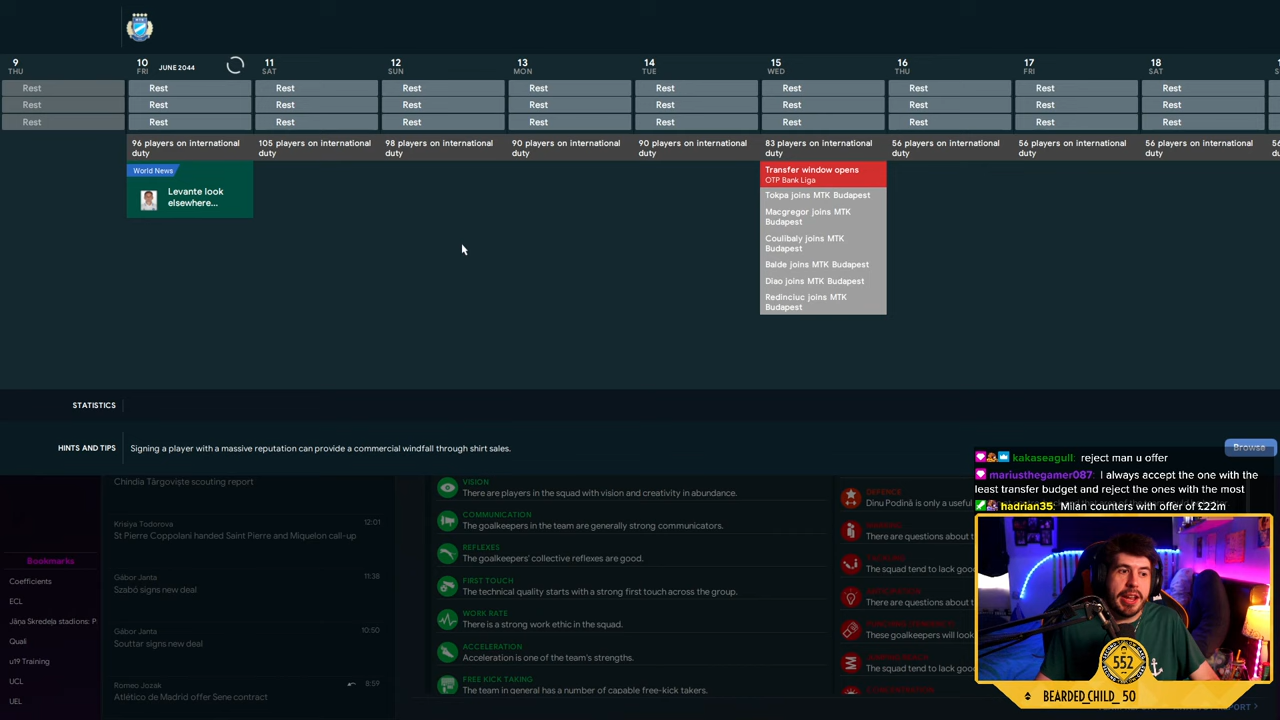 9
THU
10
FRI
JUNE 2044
11
SAT
12
SUN
13
MON
14
TUE
15
WED
16
THU
17
FRI
18
SAT
Rest Rest Rest Rest Rest Rest Rest Rest Rest Rest
Rest Rest Rest Rest Rest Rest Rest Rest Rest Rest
Rest Rest Rest Rest Rest Rest Rest Rest Rest Rest
96 players on international
duty
105 players on international
duty
98 players on international
duty
90 players on international
duty
90 players on international
duty
83 players on international
duty
56 players on international
duty
56 players on international
duty
56 players on international
duty
World News
Levante look
elsewhere...
Transfer window opens
OTP Bank Liga
Tokpa joins MTK Budapest
Macgregor joins MTK
Budapest
Coulibaly joins MTK
Budapest
Balde joins MTK Budapest
Diao joins MTK Budapest
Redinciuc joins MTK
Budapest
STATISTICS
HINTS AND TIPS
Signing a player with a massive reputation can provide a commercial windfall through shirt sales.
Browse
kakaseagull: reject man u offer
mariusthegamer087: I always accept the one with the
least transfer budget and reject the ones with the most
hadrian35: Milan counters with offer of £22m
Bookmarks
Coefficients
ECL
Jāņa Skredeļa stadions: P
Quali
u19 Training
UCL
UEL
Chindia Târgoviște scouting report
Krisiya Todorova
12:01
St Pierre Coppolani handed Saint Pierre and Miquelon call-up
Gábor Janta
11:38
Szabó signs new deal
Gábor Janta
10:50
Souttar signs new deal
Romeo Jozak
8:59
Atlético de Madrid offer Sene contract
VISION
There are players in the squad with vision and creativity in abundance.
COMMUNICATION
The goalkeepers in the team are generally strong communicators.
REFLEXES
The goalkeepers' collective reflexes are good.
FIRST TOUCH
The technical quality starts with a strong first touch across the group.
WORK RATE
There is a strong work ethic in the squad.
ACCELERATION
Acceleration is one of the team's strengths.
FREE KICK TAKING
The team in general has a number of capable free-kick takers.
DEFENCE
Dinu Podină is only a useful
There are questions about t
The squad tend to lack good
There are questions about t
These goalkeepers will look
The squad tend to lack good
552
BEARDED_CHILD_50